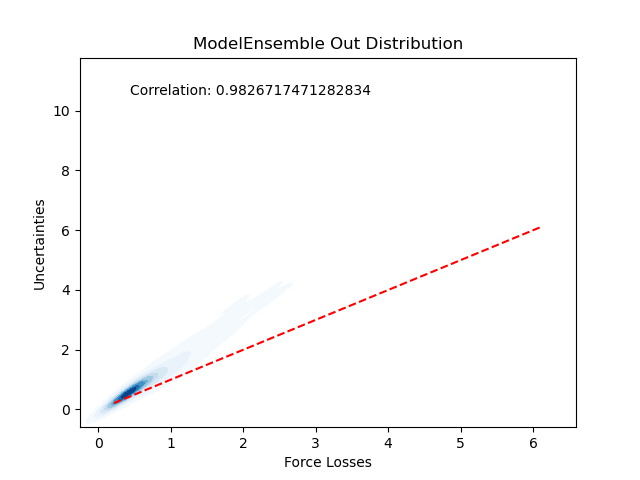 ModelEnsemble Out Distribution
Correlation: 0.9826717471282834
10
8
6
4
2
0
Uncertainties
0 1 2 3 4 5 6
Force Losses